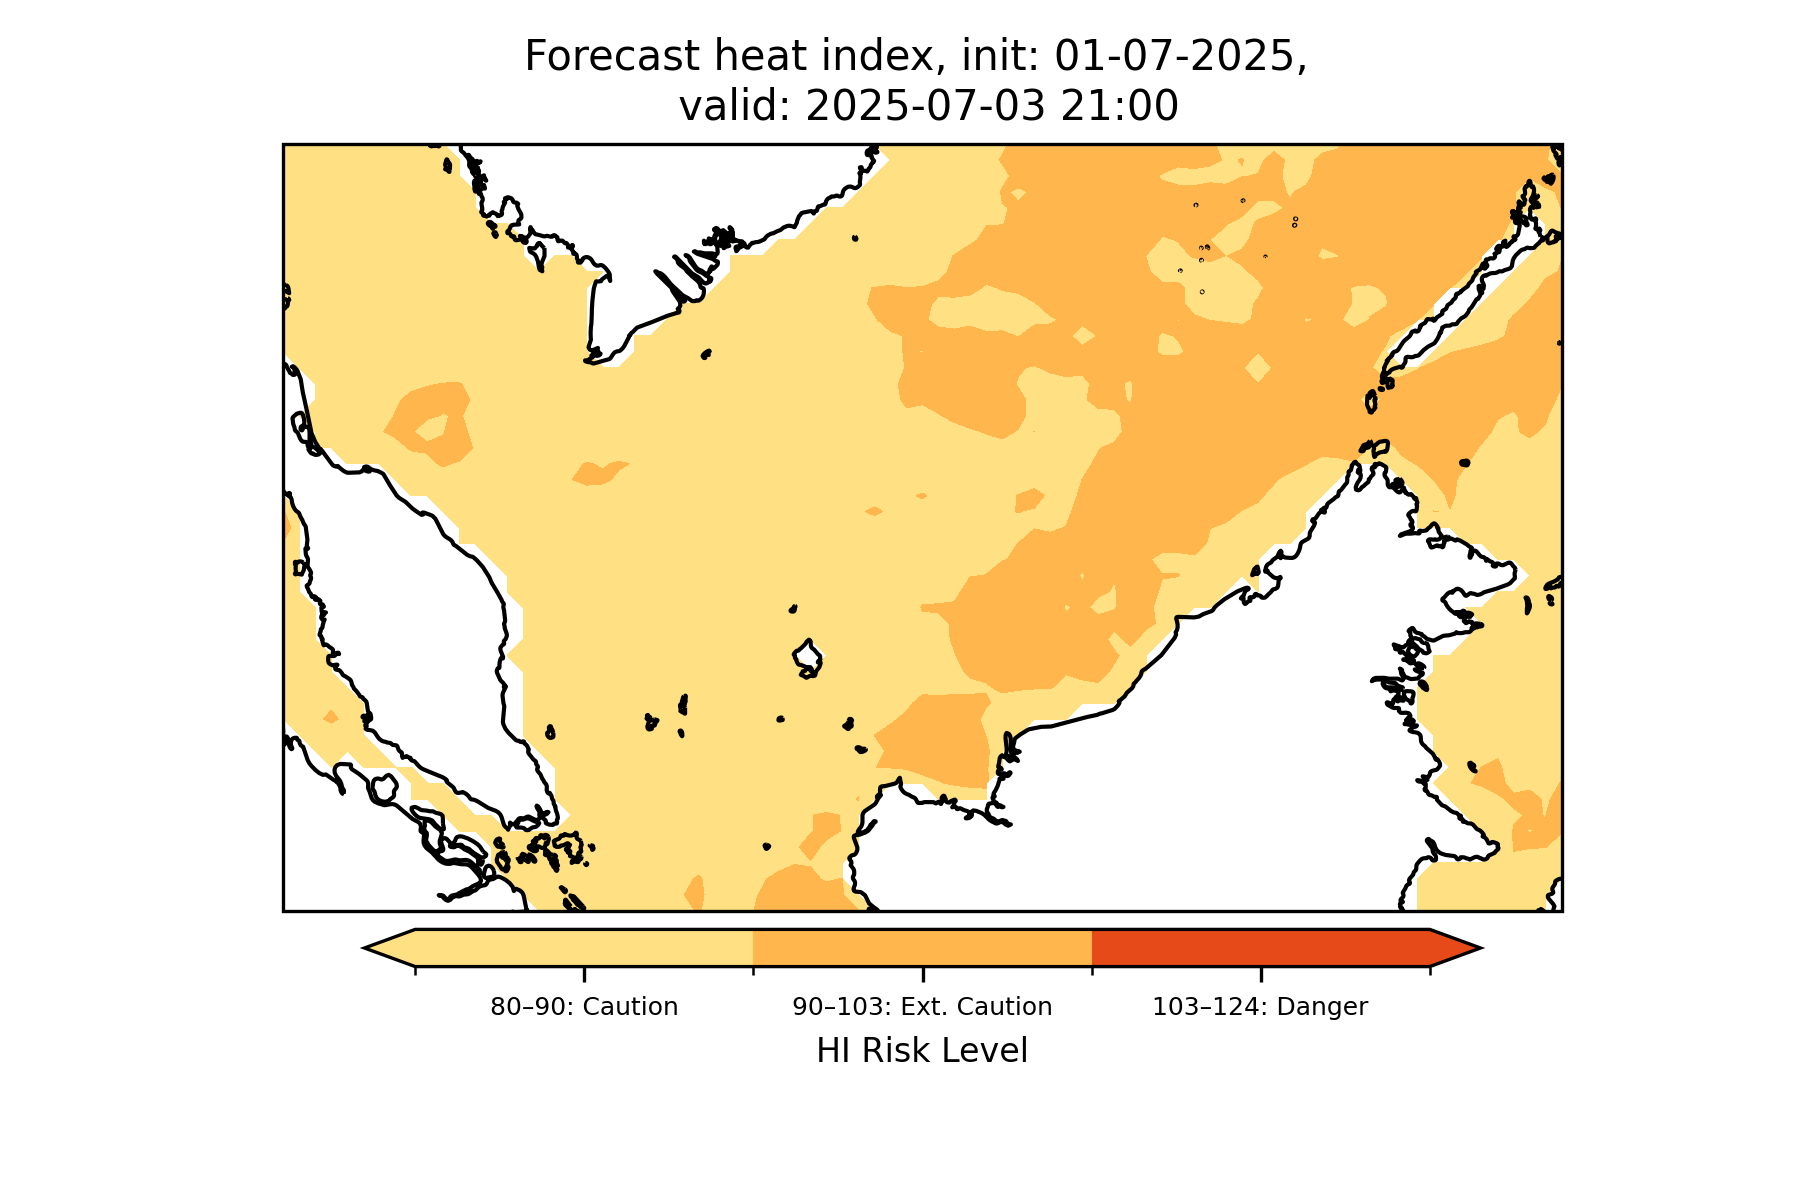 Forecast heat index, init: 01-07-2025,
valid: 2025-07-03 21:00
80–90: Caution
90–103: Ext. Caution
103–124: Danger
HI Risk Level